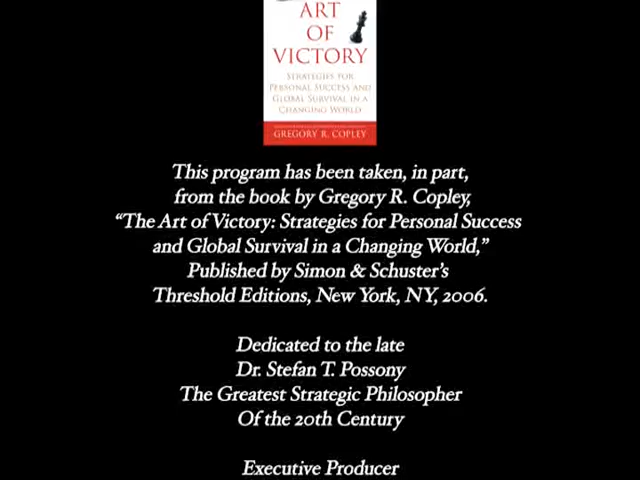 ART
OF
VICTORY
STRATEGIES FOR
PERSONAL SUCCESS AND
GLOBAL SURVIVAL IN A
CHANGING WORLD
GREGORY R. COPLEY
This program has been taken, in part,
from the book by Gregory R. Copley,
“The Art of Victory: Strategies for Personal Success
and Global Survival in a Changing World,”
Published by Simon & Schuster’s
Threshold Editions, New York, NY, 2006.
Dedicated to the late
Dr. Stefan T. Possony
The Greatest Strategic Philosopher
Of the 20th Century
Executive Producer